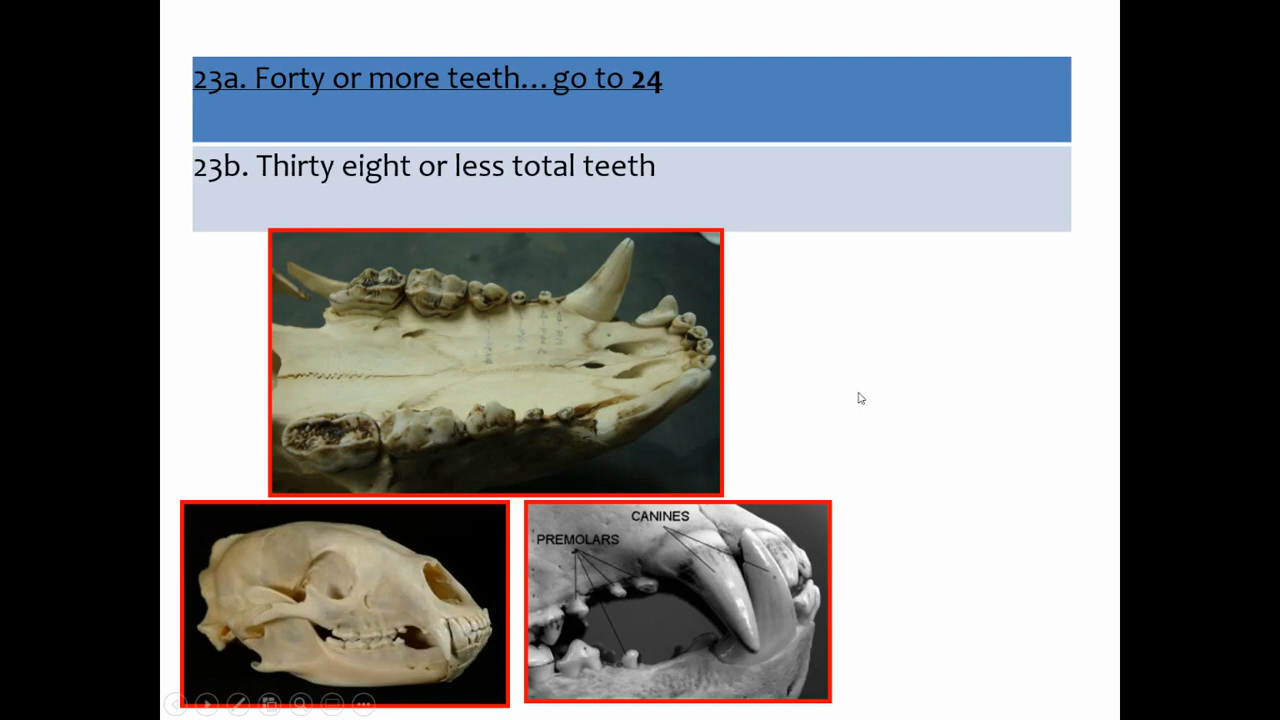 23a. Forty or more teeth... go to 24
23b. Thirty eight or less total teeth
CANINES
PREMOLARS